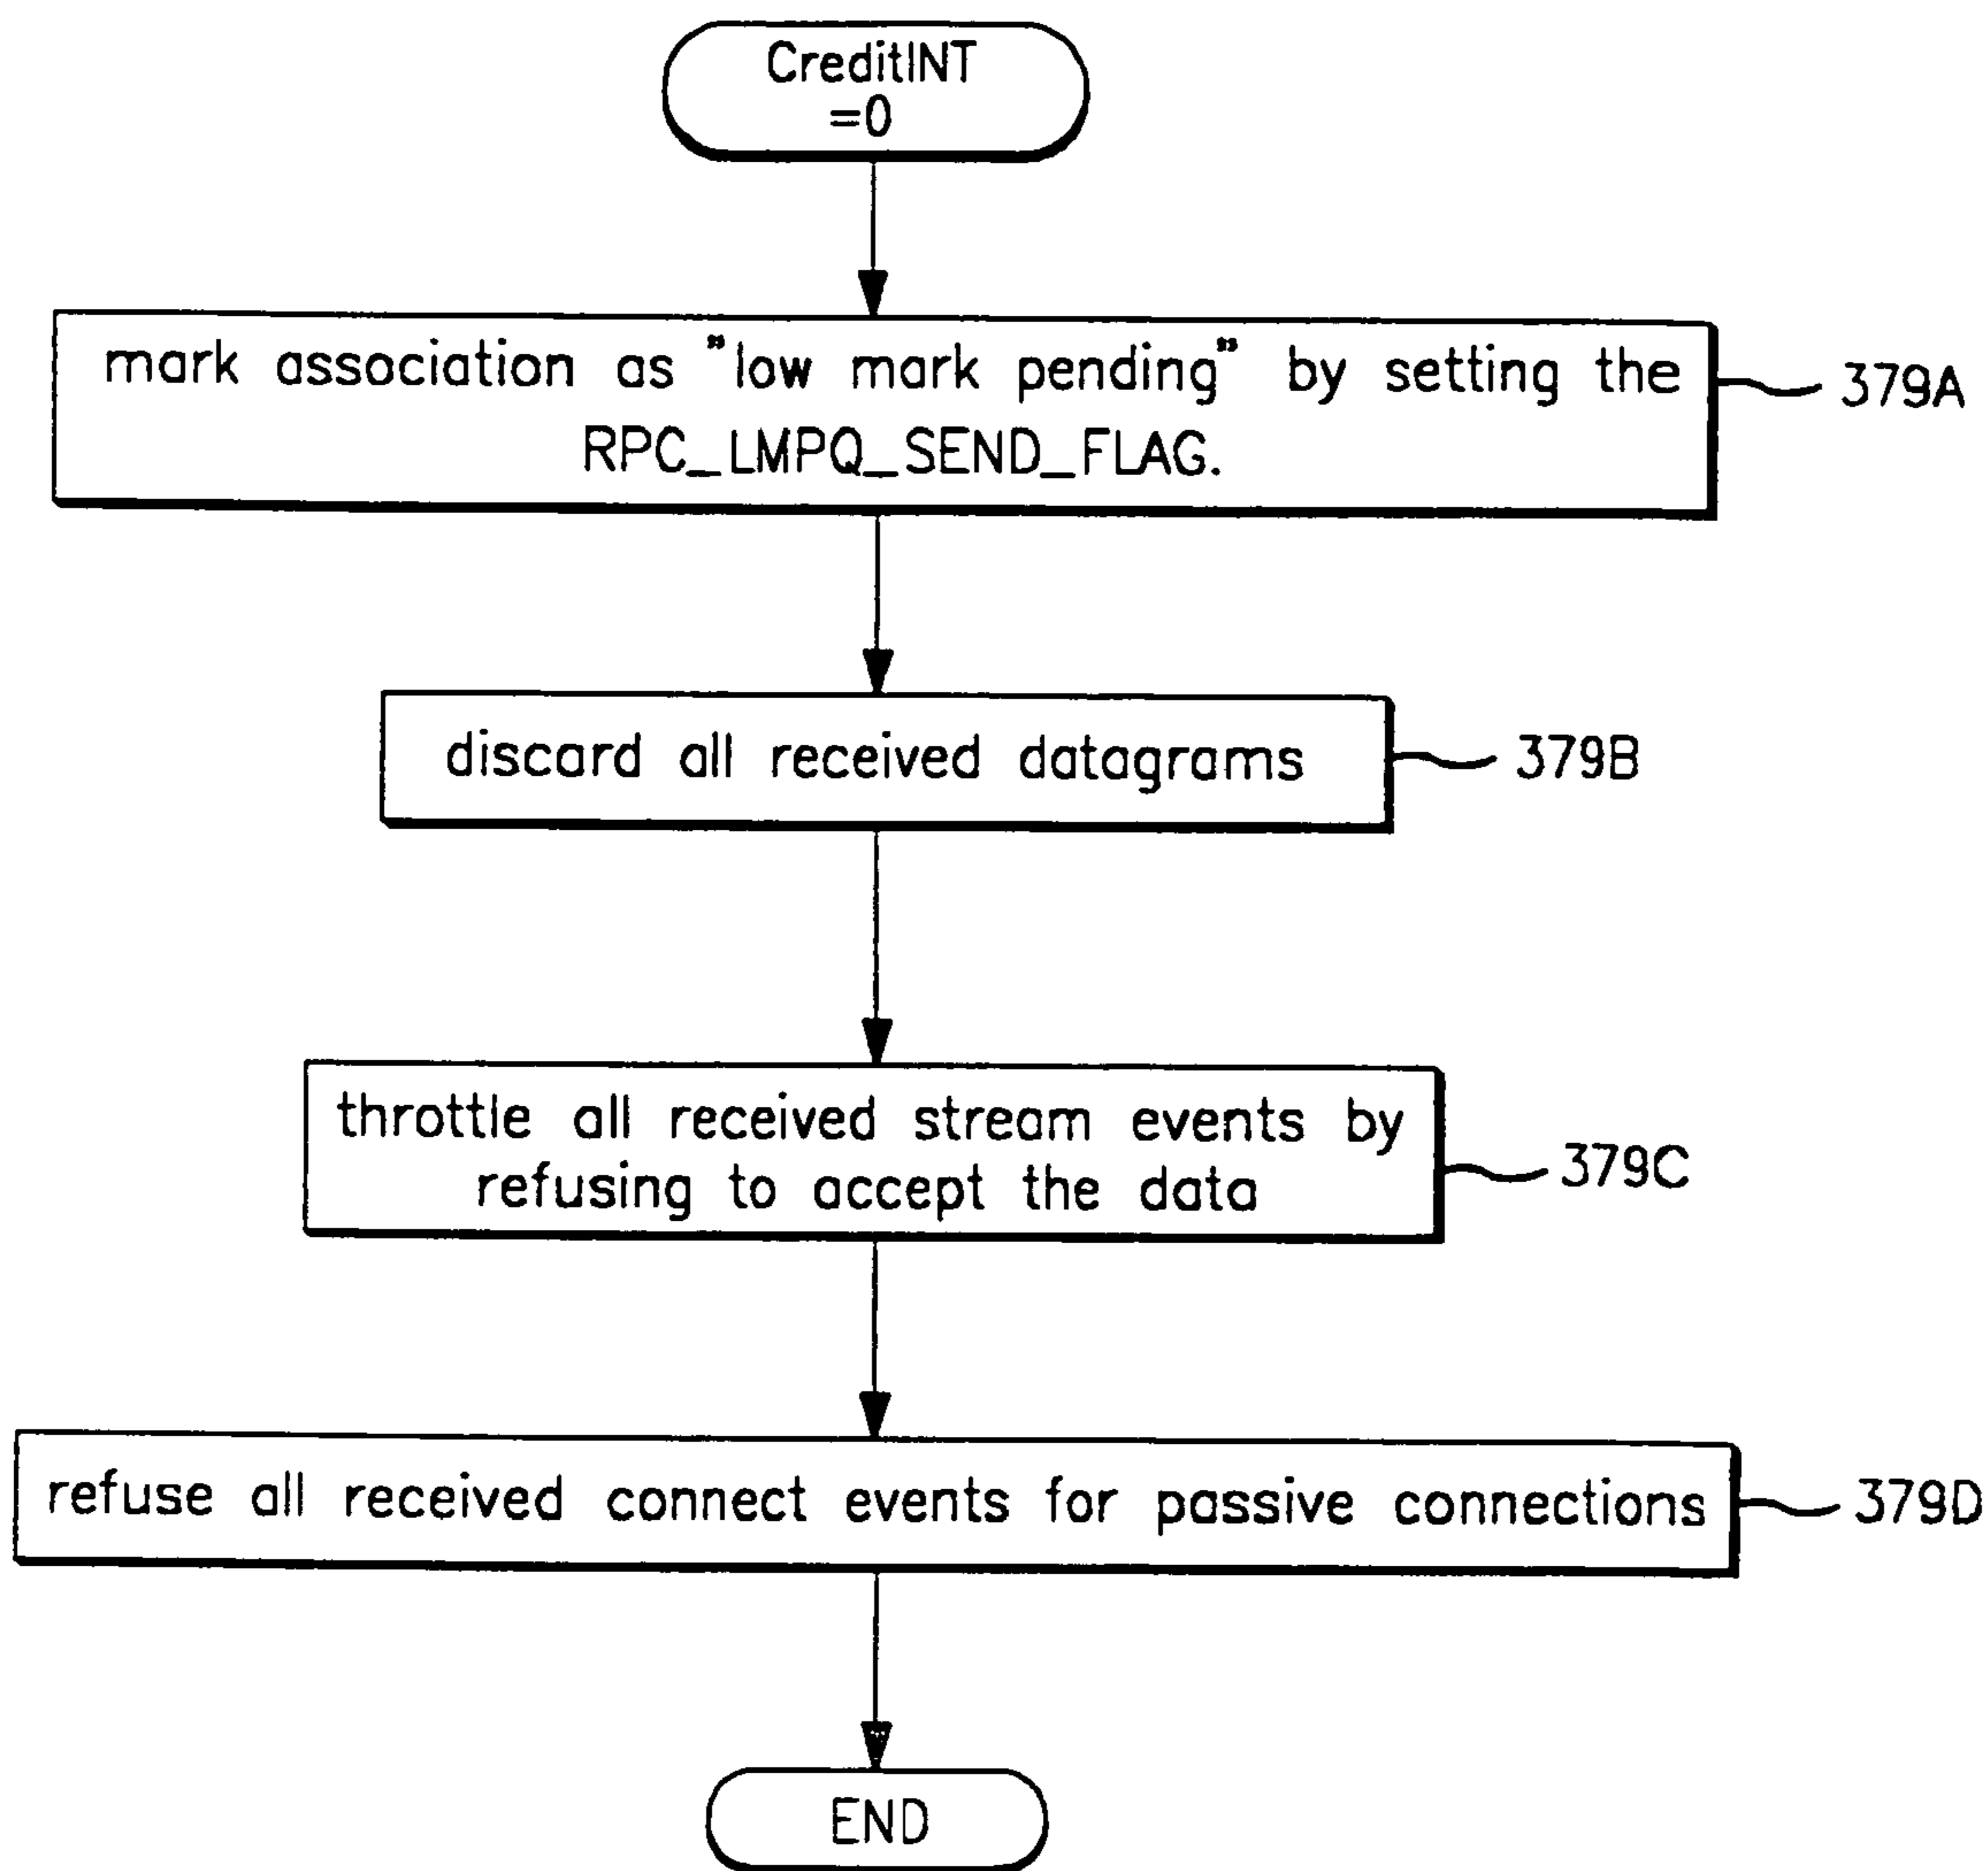 CreditINT
=0
mark association as "low mark pending" by setting the
RPC_LMPQ_SEND_FLAG.
379A
discard all received datagrams
379B
throttle all received stream events by
refusing to accept the data
379C
refuse all received connect events for passive connections
379D
END